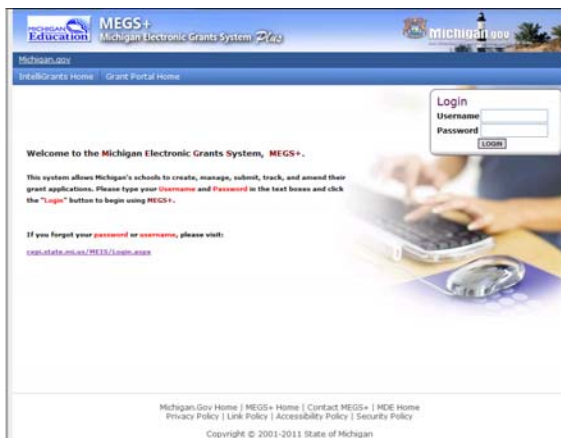 MICHIGAN
Education
MEGS+
Michigan Electronic Grants System Plus
Michigan.gov
Michigan.gov
IntelliGrants Home Grant Portal Home
Login
Username
Password
LOGIN
Welcome to the Michigan Electronic Grants System, MEGS+.
This system allows Michigan's schools to create, manage, submit, track, and amend their
grant applications. Please type your Username and Password in the text boxes and click
the "Login" button to begin using MEGS+.
If you forgot your password or username, please visit:
cepi.state.mi.us/MEIS/Login.aspx
Michigan.Gov Home | MEGS+ Home | Contact MEGS+ | MDE Home
Privacy Policy | Link Policy | Accessibility Policy | Security Policy
Copyright © 2001-2011 State of Michigan